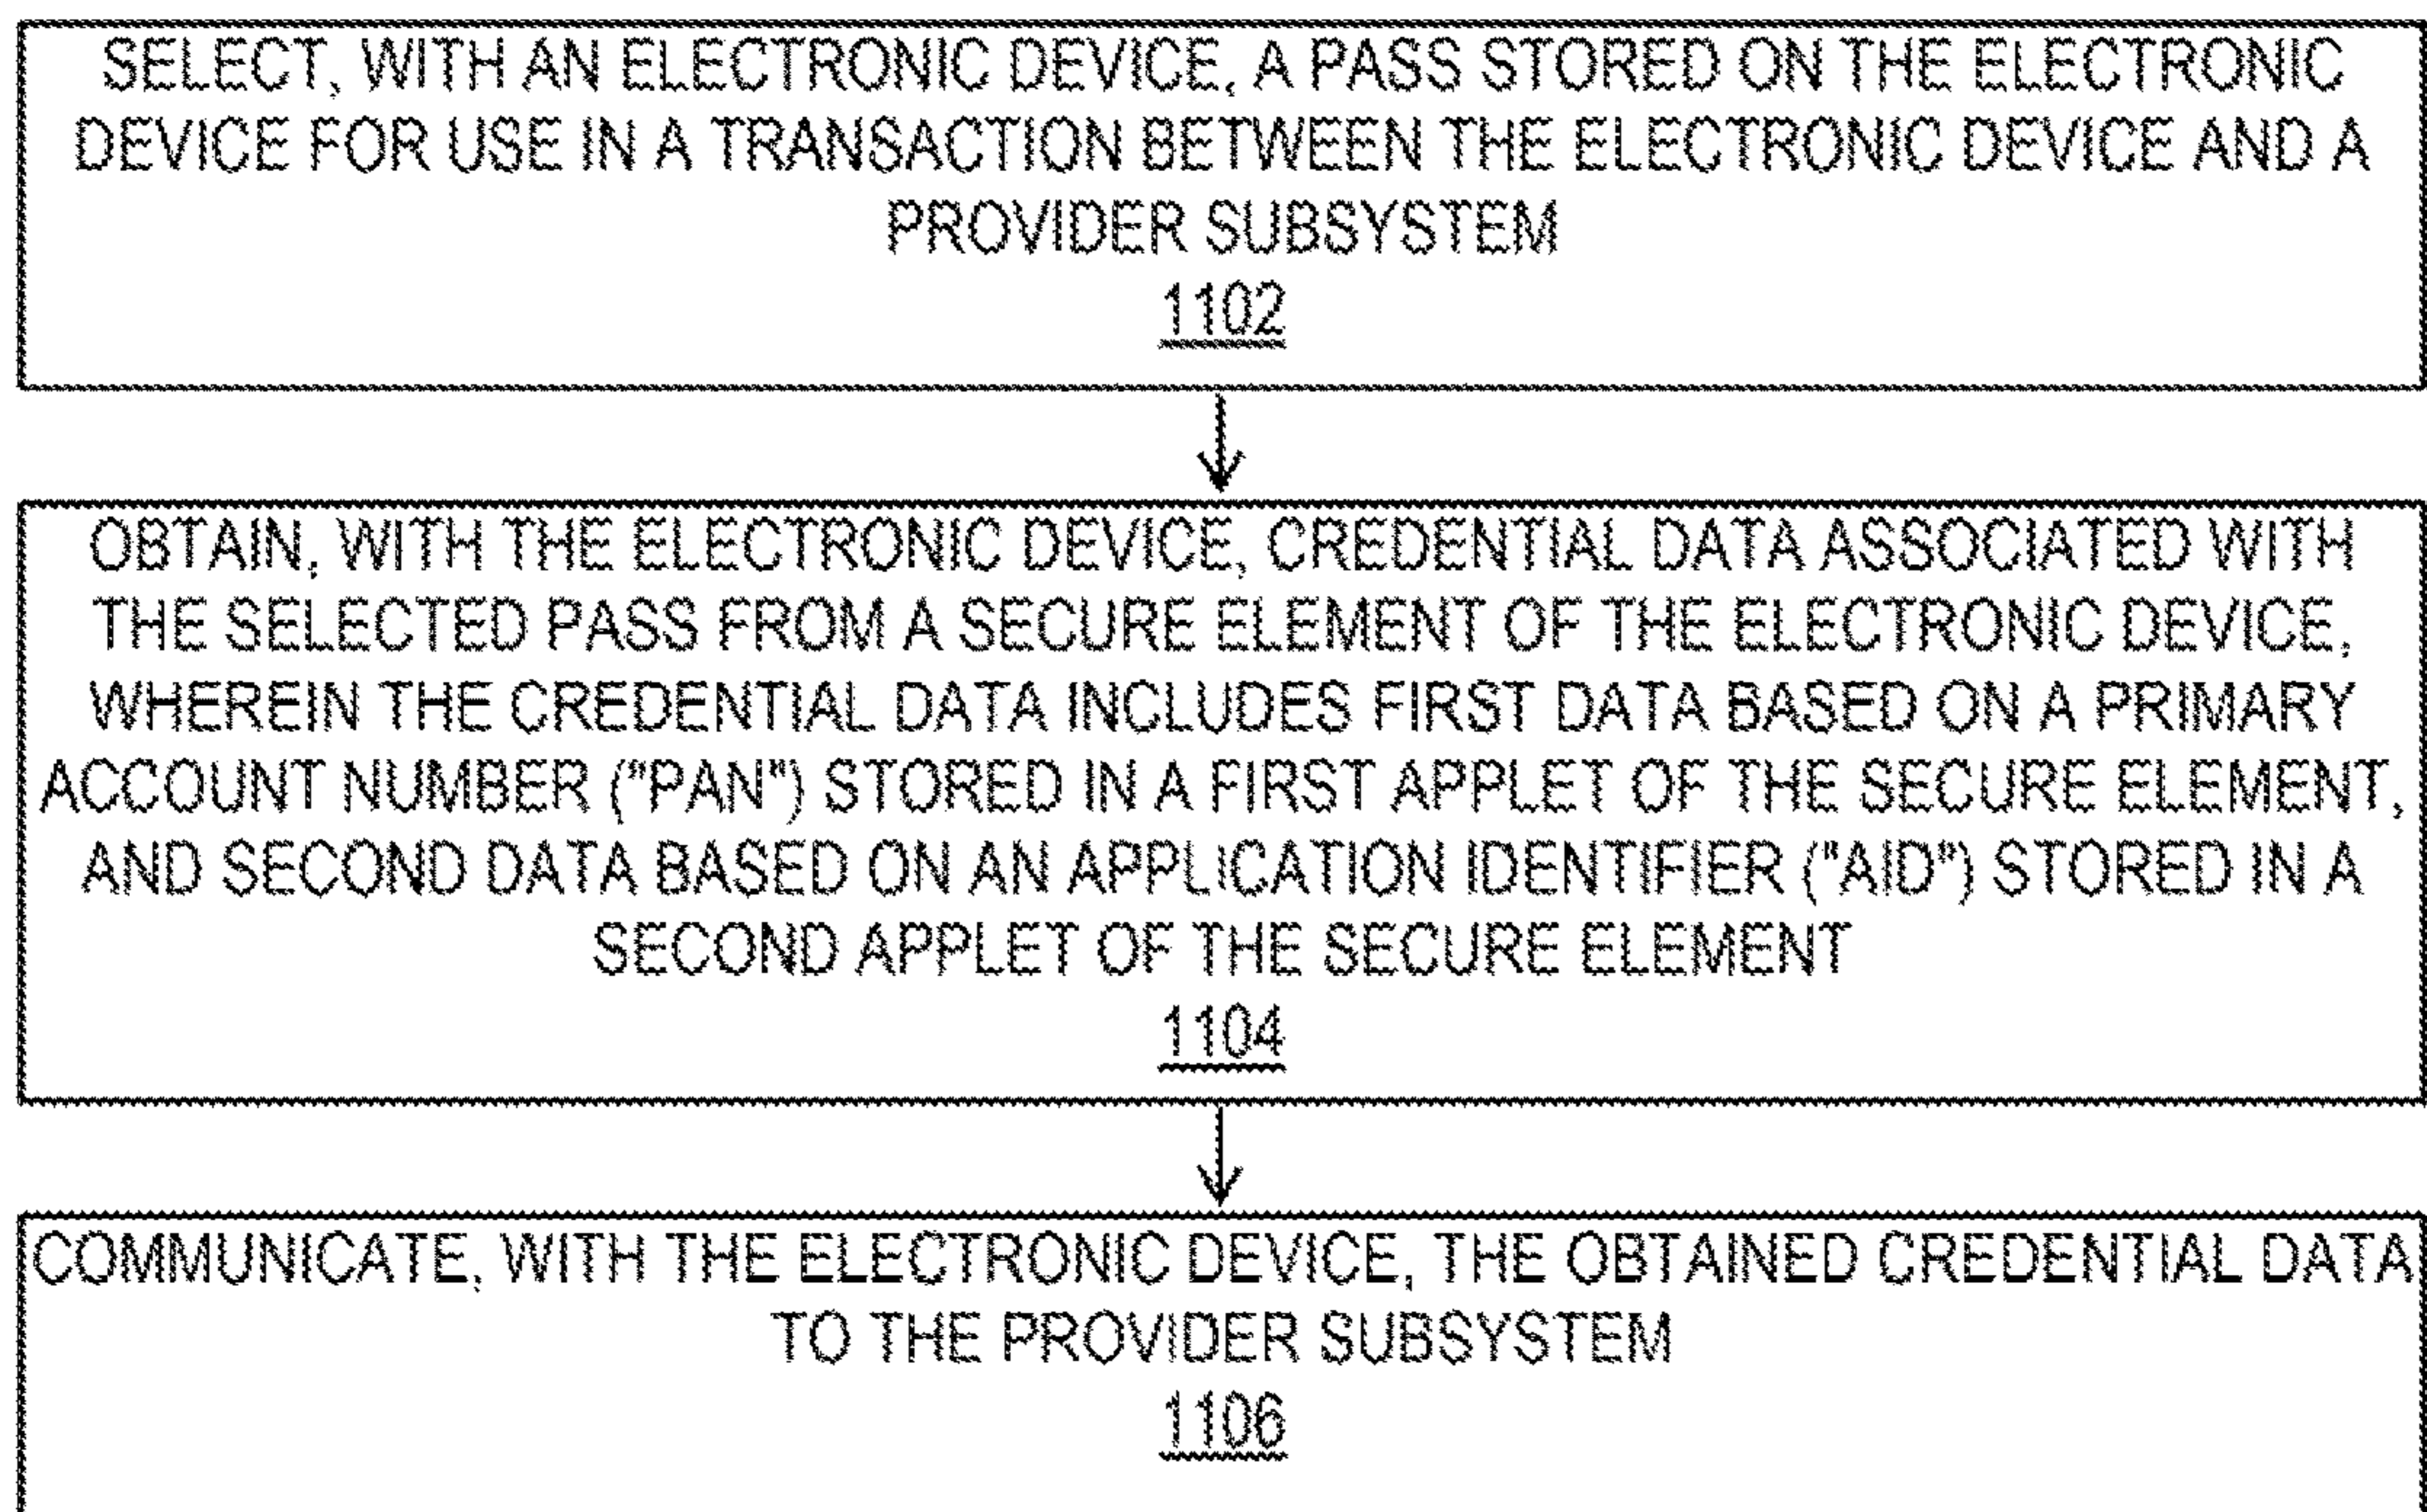 SELECT, WITH AN ELECTRONIC DEVICE, A PASS STORED ON THE ELECTRONIC
DEVICE FOR USE IN A TRANSACTION BETWEEN THE ELECTRONIC DEVICE AND A
PROVIDER SUBSYSTEM
1102
OBTAIN, WITH THE ELECTRONIC DEVICE, CREDENTIAL DATA ASSOCIATED WITH
THE SELECTED PASS FROM A SECURE ELEMENT OF THE ELECTRONIC DEVICE,
WHEREIN THE CREDENTIAL DATA INCLUDES FIRST DATA BASED ON A PRIMARY
ACCOUNT NUMBER ("PAN") STORED IN A FIRST APPLET OF THE SECURE ELEMENT,
AND SECOND DATA BASED ON AN APPLICATION IDENTIFIER ("AID") STORED IN A
SECOND APPLET OF THE SECURE ELEMENT
1104
COMMUNICATE, WITH THE ELECTRONIC DEVICE, THE OBTAINED CREDENTIAL DATA
TO THE PROVIDER SUBSYSTEM
1106